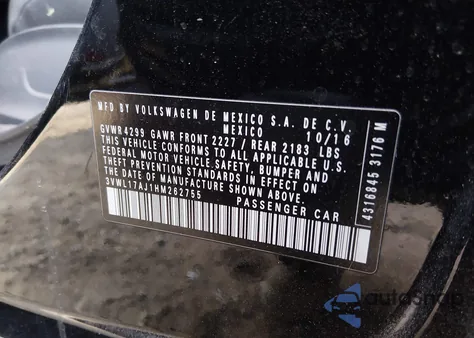 MFD BY VOLKSWAGEN DE MEXICO S.A. DE C.V.
MEXICO 10/16
GVWR 4299 GAWR FRONT 2227 / REAR 2183 LBS
THIS VEHICLE CONFORMS TO ALL APPLICABLE U.S.
FEDERAL MOTOR VEHICLE SAFETY, BUMPER AND
THEFT PREVENTION STANDARDS IN EFFECT ON
THE DATE OF MANUFACTURE SHOWN ABOVE.
3VWL17AJ1HM262755
PASSENGER CAR
4316845 3176 M
autoSnap